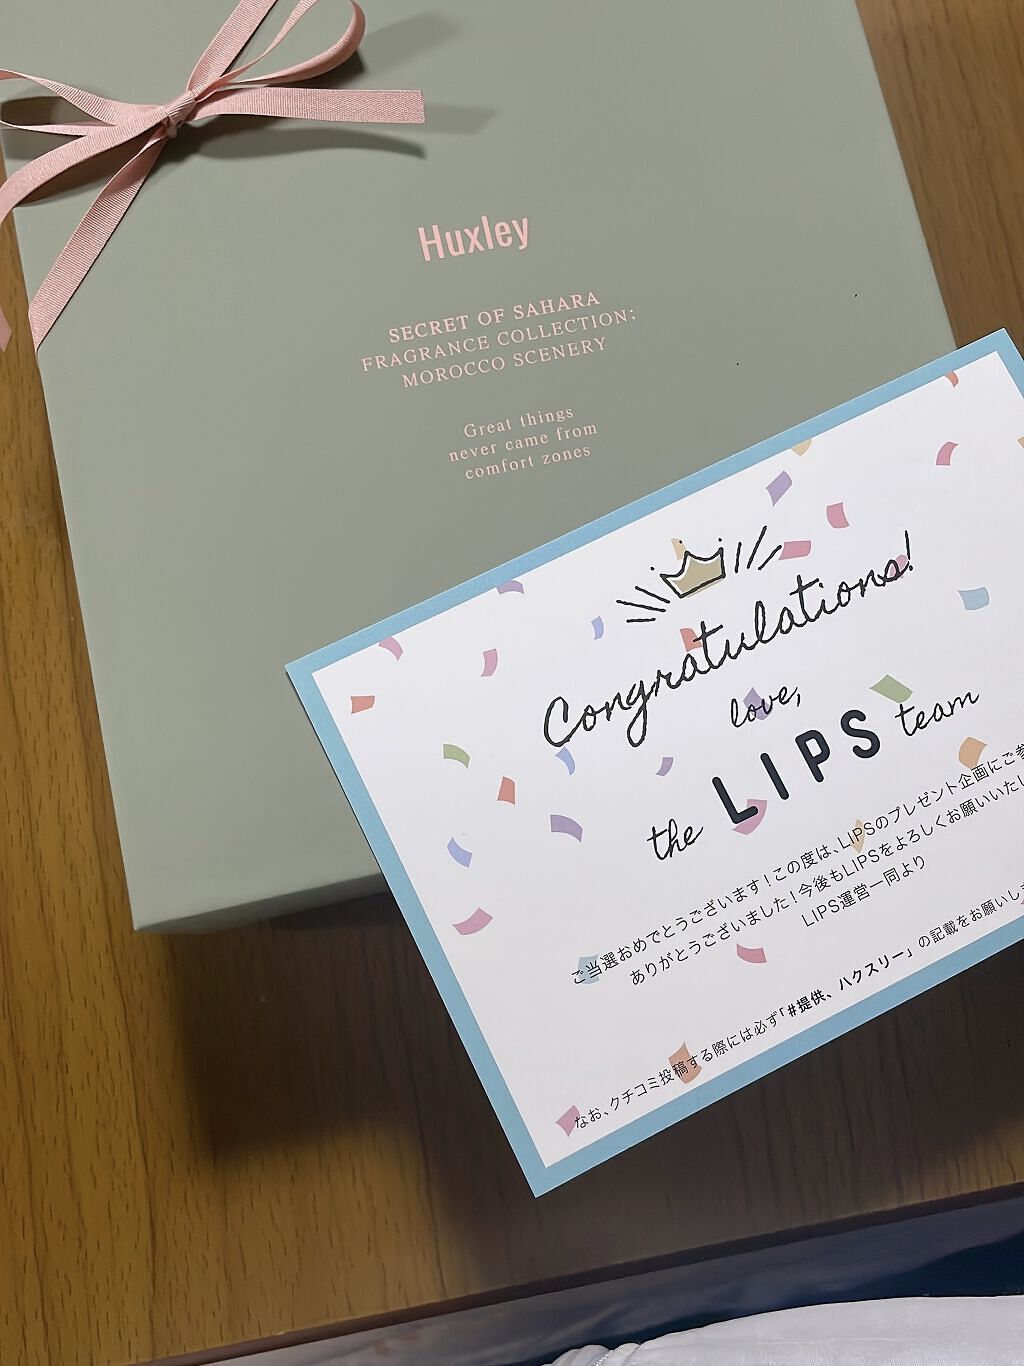 Huxley
SECRET OF SAHARA
FRAGRANCE COLLECTION;
MOROCCO SCENERY
Great things
never came from
comfort zones
Congratulations!
love,
the LIPS team
ご当選おめでとうございます！この度は、LIPSのプレゼント企画にご参
ありがとうございました！今後もLIPSをよろしくお願いいたし
LIPS運営一同より
なお、クチコミ投稿する際には必ず「#提供、ハクスリー」の記載をお願いしま